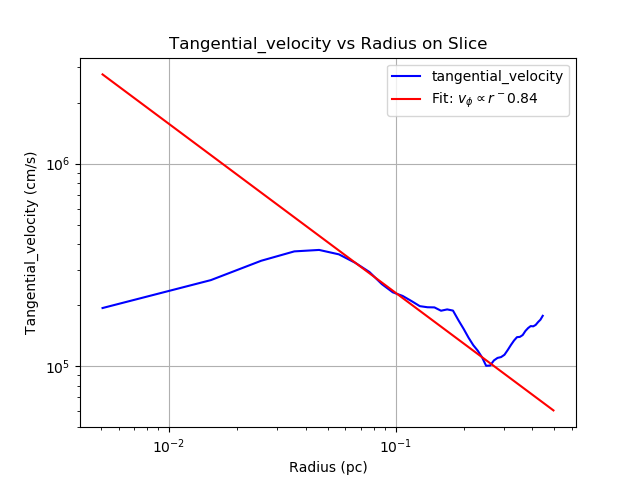 Tangential_velocity vs Radius on Slice
tangential_velocity
Fit: $v_\phi \propto r^-0.84$
Tangential_velocity (cm/s)
10⁶
10⁵
10⁻² 10⁻¹
Radius (pc)